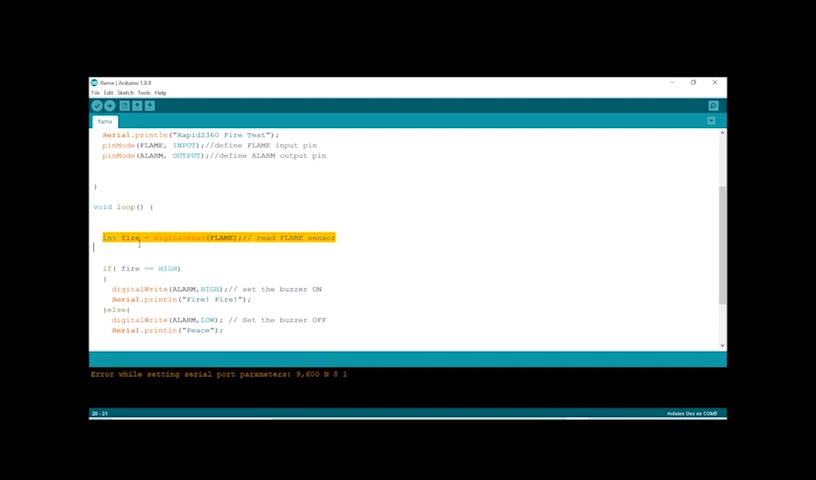 flame | Arduino 1.8.9
File Edit Sketch Tools Help
flame
Serial.println("Rapid2360 Fire Test");
pinMode(FLAME, INPUT);//define FLAME input pin
pinMode(ALARM, OUTPUT);//define ALARM output pin
}
void loop() {
int fire = digitalRead(FLAME);// read FLAME sensor
if( fire == HIGH)
{
digitalWrite(ALARM,HIGH);// set the buzzer ON
Serial.println("Fire! Fire!");
}else{
digitalWrite(ALARM,LOW); // Set the buzzer OFF
Serial.println("Peace");
Error while setting serial port parameters: 9,600 N 8 1
20 - 21
Arduino Uno on COM5